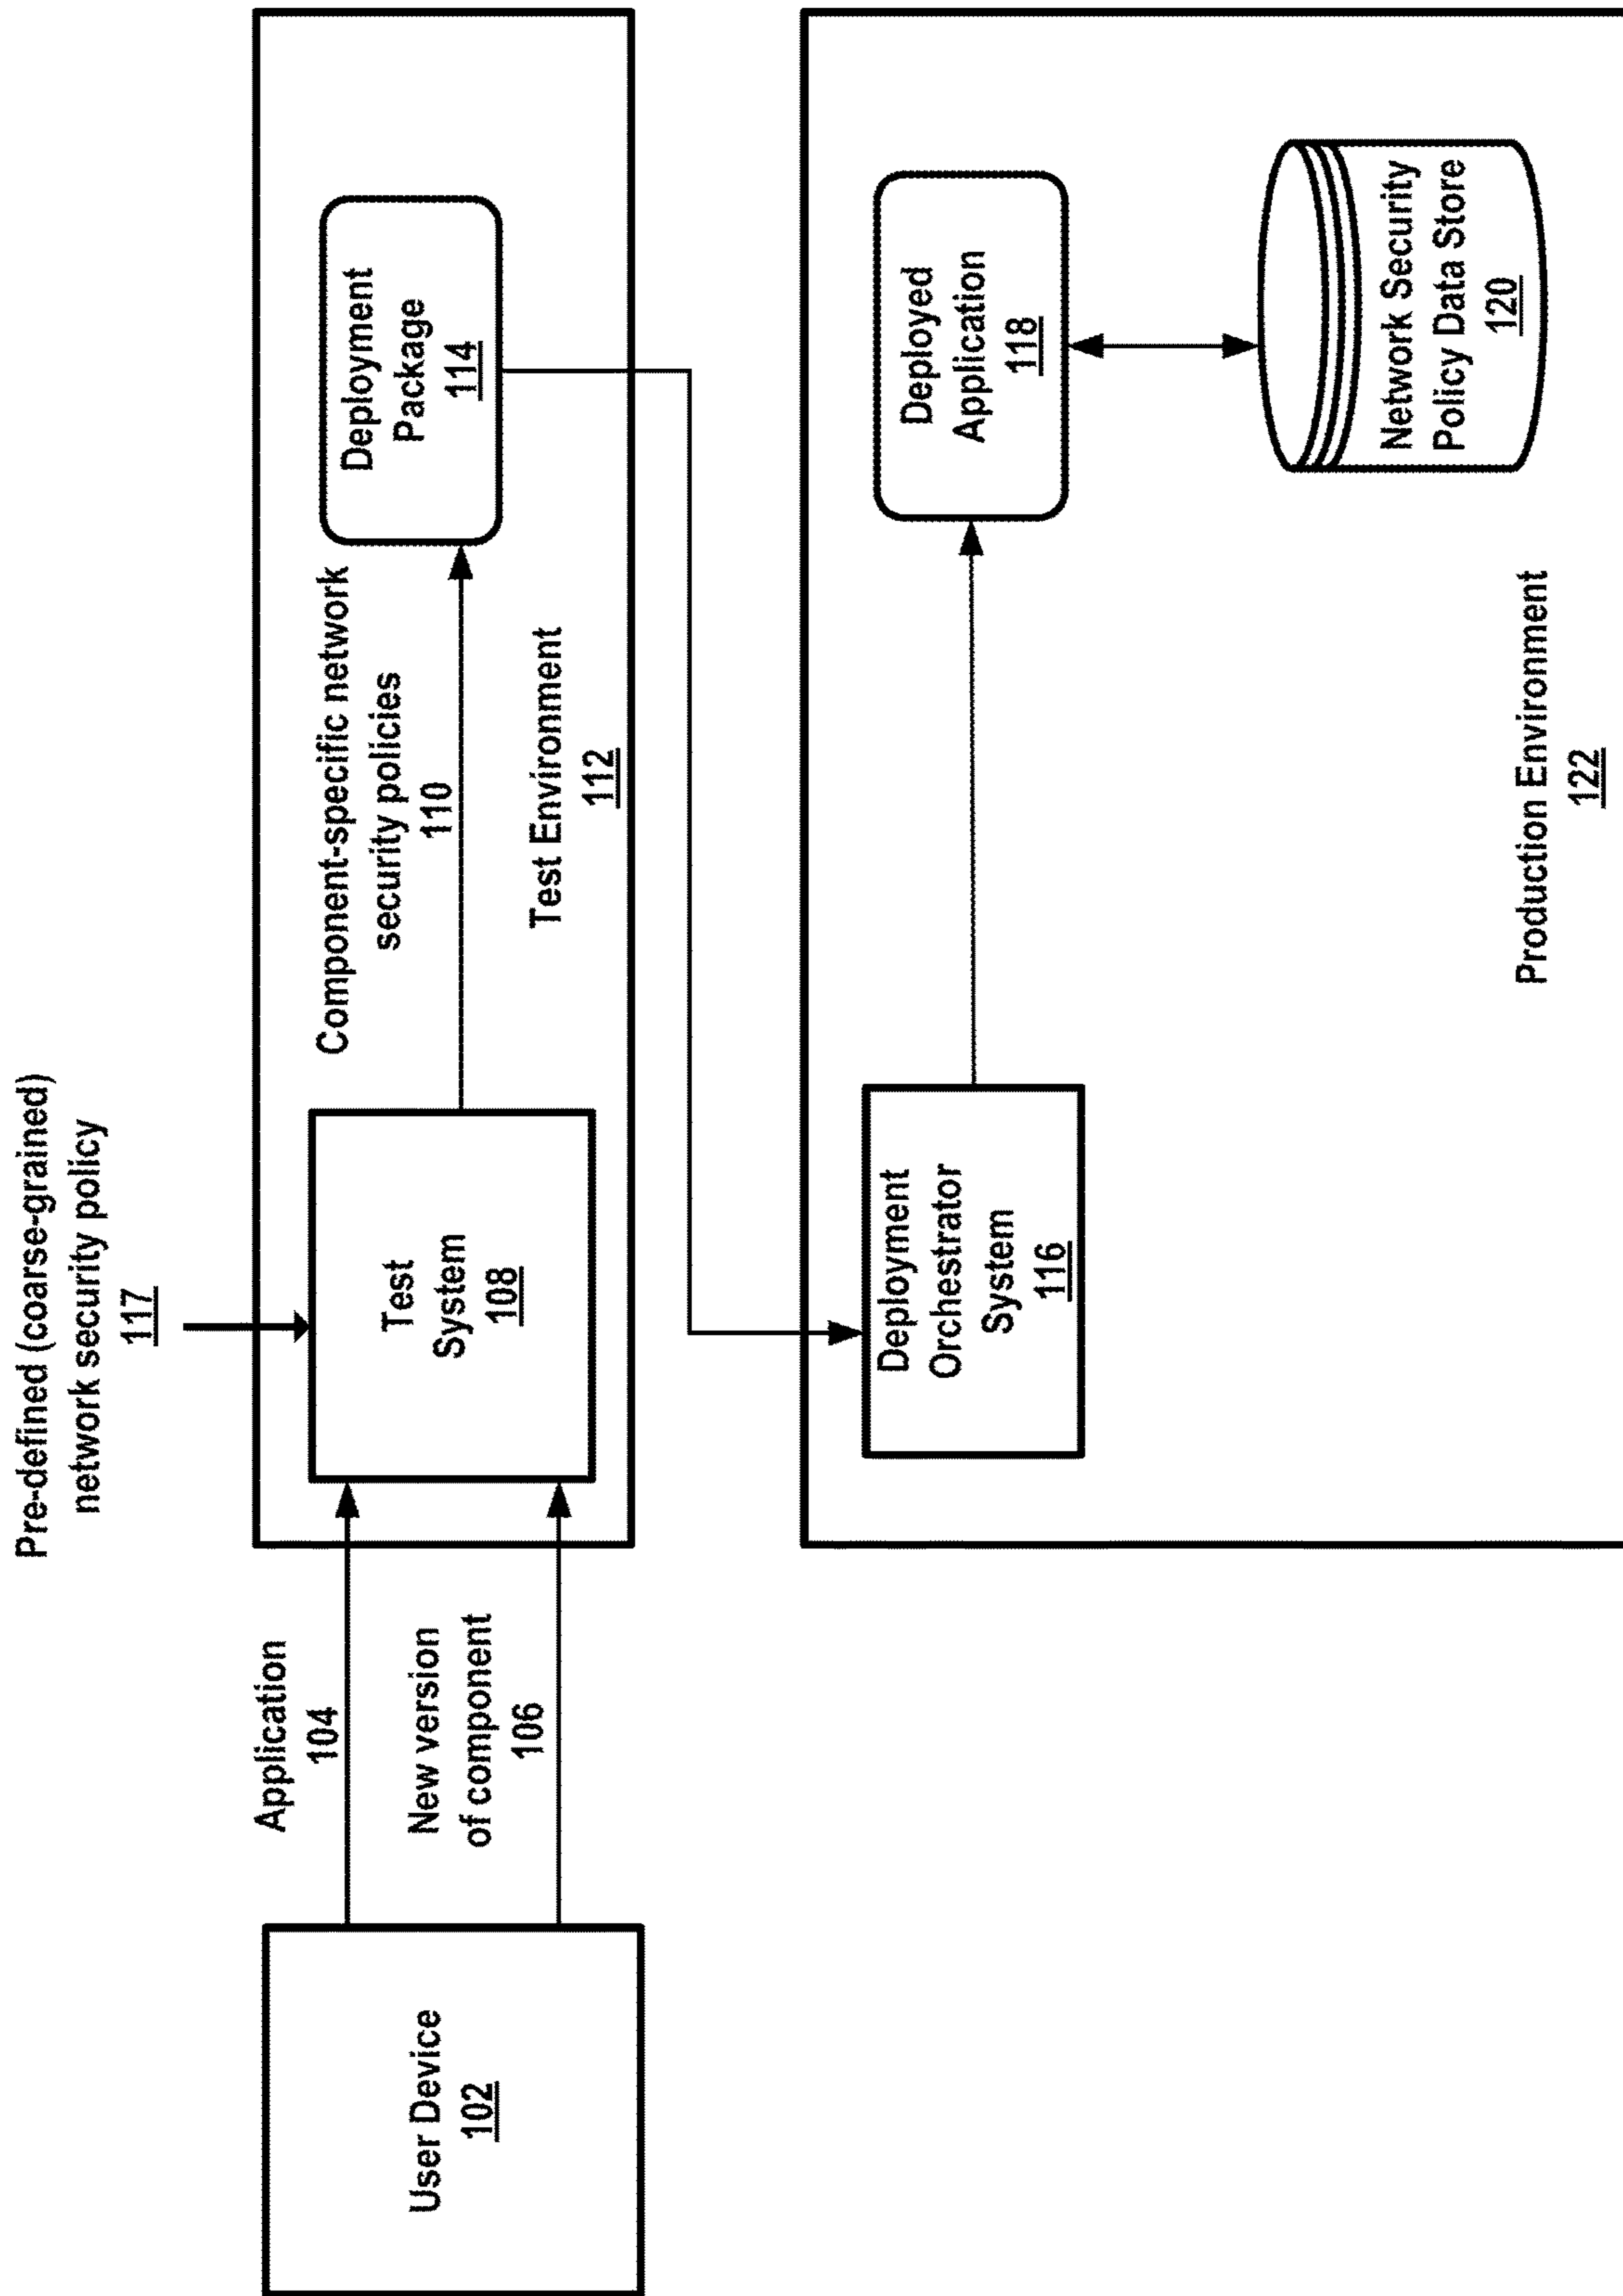 Pre-defined (coarse-grained)
network security policy
117
User Device
102
Application
104
New version
of component
106
Test
System
108
Component-specific network
security policies
110
Deployment
Package
114
Test Environment
112
Deployment
Orchestrator
System
116
Deployed
Application
118
Network Security
Policy Data Store
120
Production Environment
122